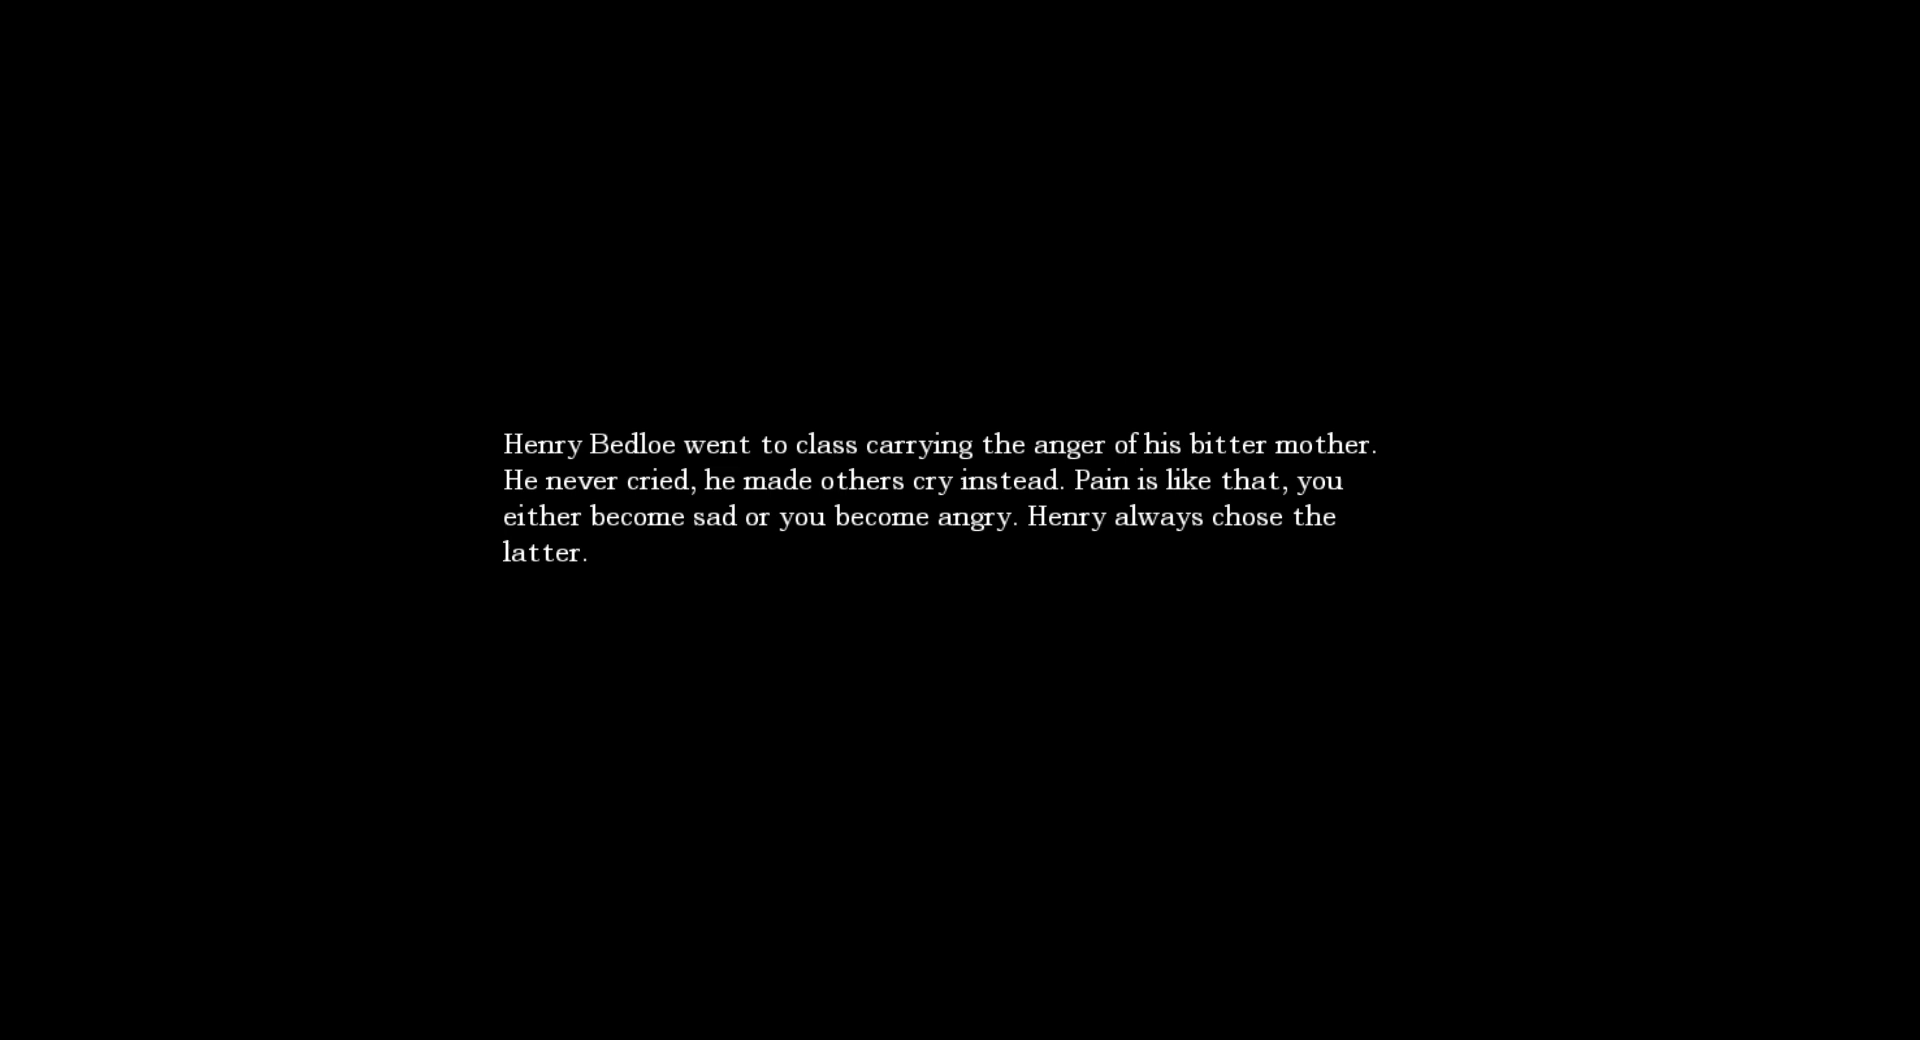 Henry Bedloe went to class carrying the anger of his bitter mother.
He never cried, he made others cry instead. Pain is like that, you
either become sad or you become angry. Henry always chose the
latter.